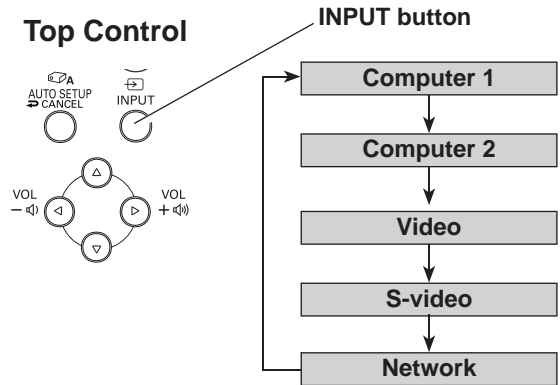 Top Control
INPUT button
A
AUTO SETUP
CANCEL
INPUT
VOL
–
VOL
+
Computer 1
Computer 2
Video
S-video
Network